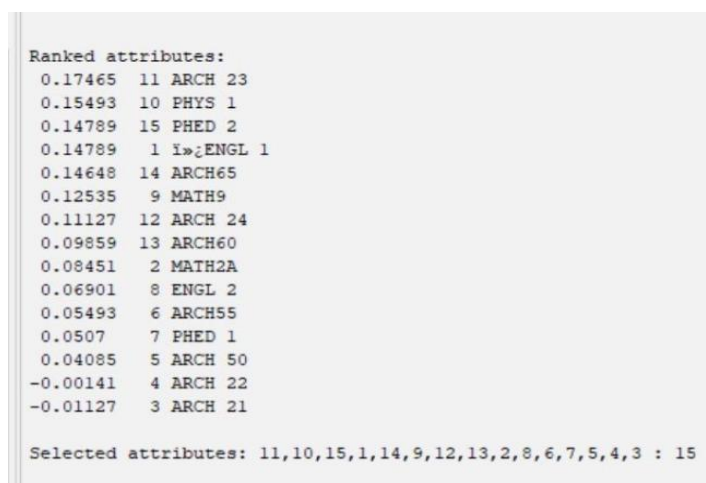 Ranked attributes:
0.17465 11 ARCH 23
0.15493 10 PHYS 1
0.14789 15 PHED 2
0.14789 1 ï»¿ENGL 1
0.14648 14 ARCH65
0.12535 9 MATH9
0.11127 12 ARCH 24
0.09859 13 ARCH60
0.08451 2 MATH2A
0.06901 8 ENGL 2
0.05493 6 ARCH55
0.0507 7 PHED 1
0.04085 5 ARCH 50
-0.00141 4 ARCH 22
-0.01127 3 ARCH 21
Selected attributes: 11,10,15,1,14,9,12,13,2,8,6,7,5,4,3 : 15